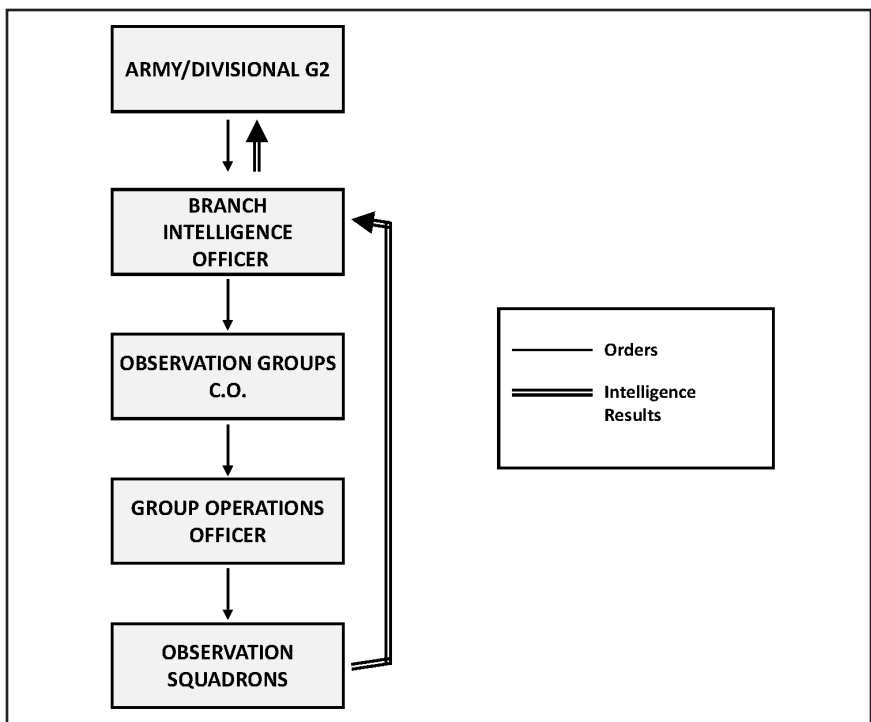 ARMY/DIVISIONAL G2
BRANCH
INTELLIGENCE
OFFICER
OBSERVATION GROUPS
C.O.
GROUP OPERATIONS
OFFICER
OBSERVATION
SQUADRONS
Orders
Intelligence
Results